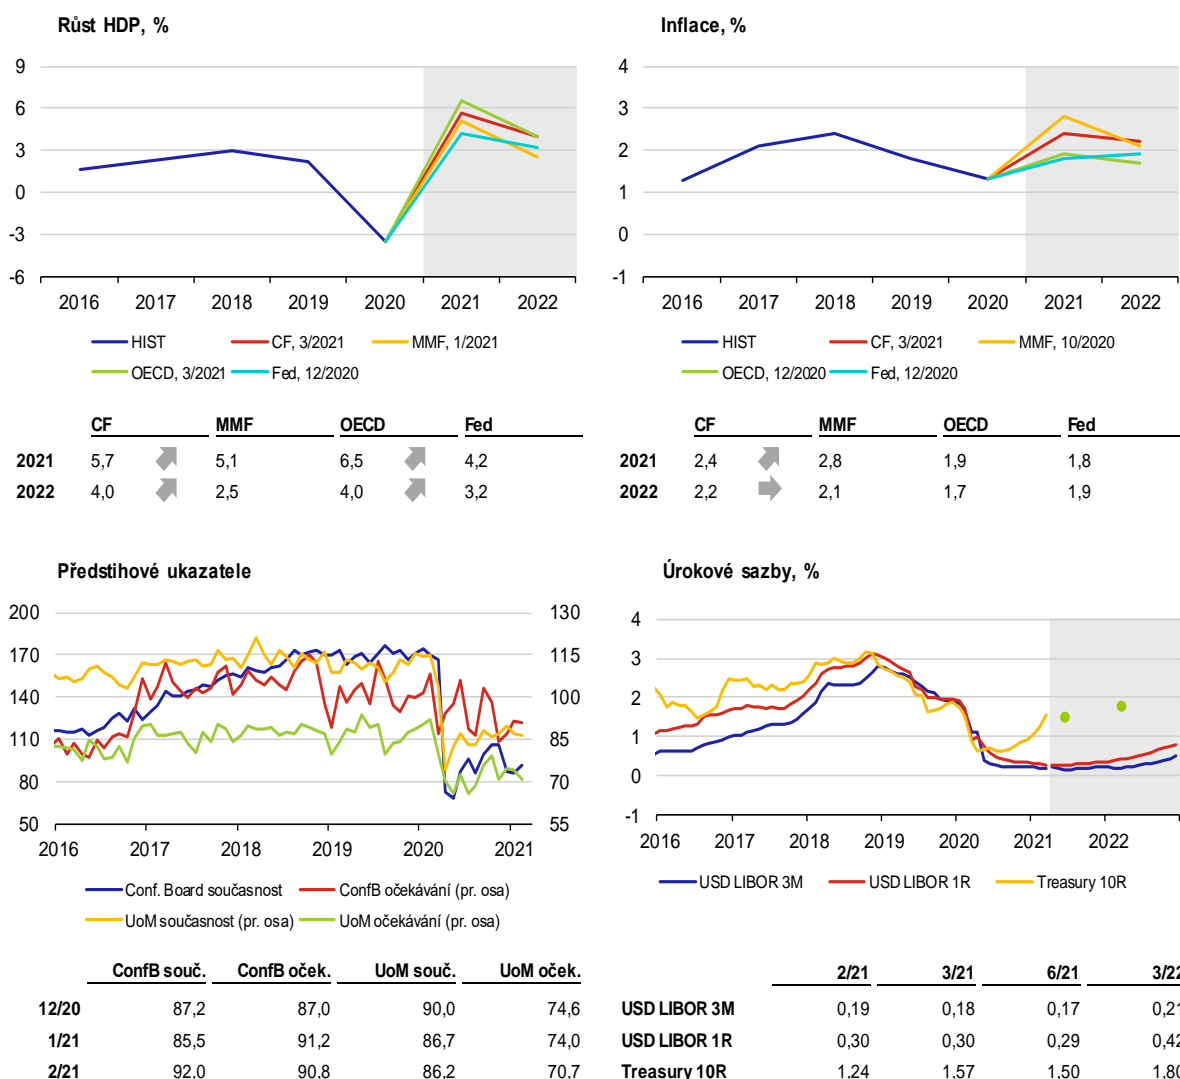 Růst HDP, %
9
6
3
0
-3
-6
2016 2017 2018 2019 2020 2021 2022
HIST CF, 3/2021 MMF, 1/2021
OECD, 3/2021 Fed, 12/2020
CF MMF OECD Fed
2021 5,7 5,1 6,5 4,2
2022 4,0 2,5 4,0 3,2
Inflace, %
4
3
2
1
0
-1
2016 2017 2018 2019 2020 2021 2022
HIST CF, 3/2021 MMF, 10/2020
OECD, 12/2020 Fed, 12/2020
CF MMF OECD Fed
2021 2,4 2,8 1,9 1,8
2022 2,2 2,1 1,7 1,9
Předstihové ukazatele
200 130
170 115
140 100
110 85
80 70
50 55
2016 2017 2018 2019 2020 2021
Conf. Board současnost ConfB očekávání (pr. osa)
UoM současnost (pr. osa) UoM očekávání (pr. osa)
ConfB souč. ConfB oček. UoM souč. UoM oček.
12/20 87,2 87,0 90,0 74,6
1/21 85,5 91,2 86,7 74,0
2/21 92,0 90,8 86,2 70,7
Úrokové sazby, %
4
3
2
1
0
-1
2016 2017 2018 2019 2020 2021 2022
USD LIBOR 3M USD LIBOR 1R Treasury 10R
2/21 3/21 6/21 3/22
USD LIBOR 3M 0,19 0,18 0,17 0,21
USD LIBOR 1R 0,30 0,30 0,29 0,42
Treasury 10R 1,24 1,57 1,50 1,80